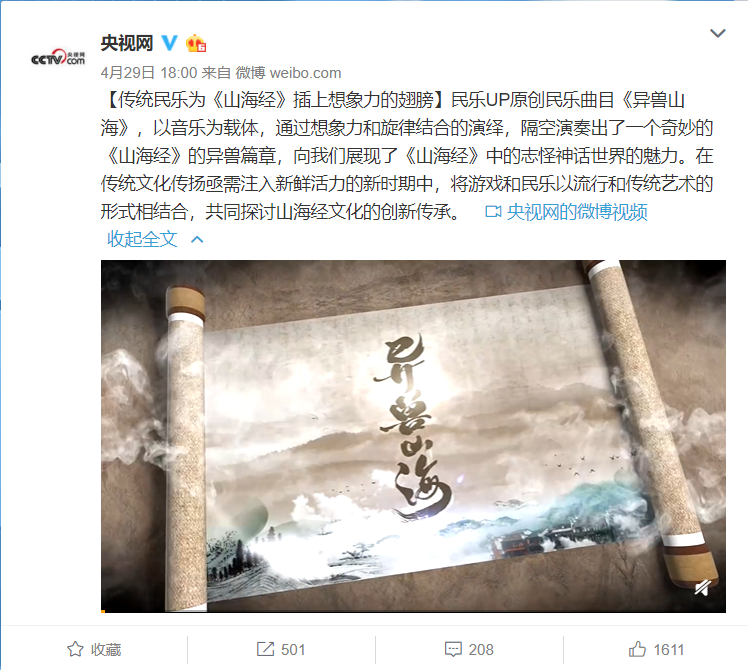 央视网
CCTV.com 央视网
4月29日 18:00 来自 微博 weibo.com
【传统民乐为《山海经》插上想象力的翅膀】民乐UP原创民乐曲目《异兽山
海》，以音乐为载体，通过想象力和旋律结合的演绎，隔空演奏出了一个奇妙的
《山海经》的异兽篇章，向我们展现了《山海经》中的志怪神话世界的魅力。在
传统文化传扬亟需注入新鲜活力的新时期中，将游戏和民乐以流行和传统艺术的
形式相结合，共同探讨山海经文化的创新传承。 央视网的微博视频
收起全文
异兽山海
收藏 501 208 1611